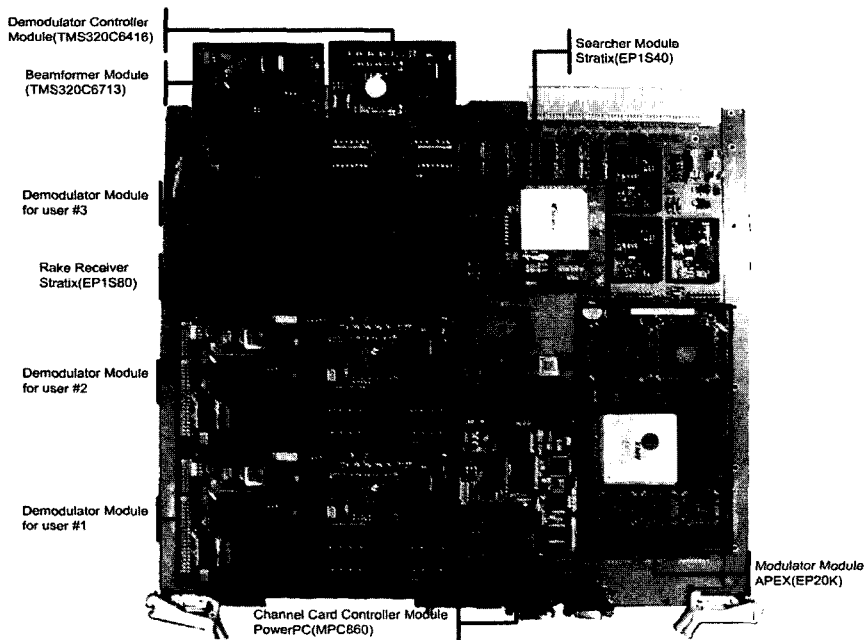 Demodulator Controller
Module(TMS320C6416)
Beamformer Module
(TMS320C6713)
Searcher Module
Stratix(EP1S40)
Demodulator Module
for user #3
Rake Receiver
Stratix(EP1S80)
Demodulator Module
for user #2
Demodulator Module
for user #1
Modulator Module
APEX(EP20K)
Channel Card Controller Module
PowerPC(MPC860)